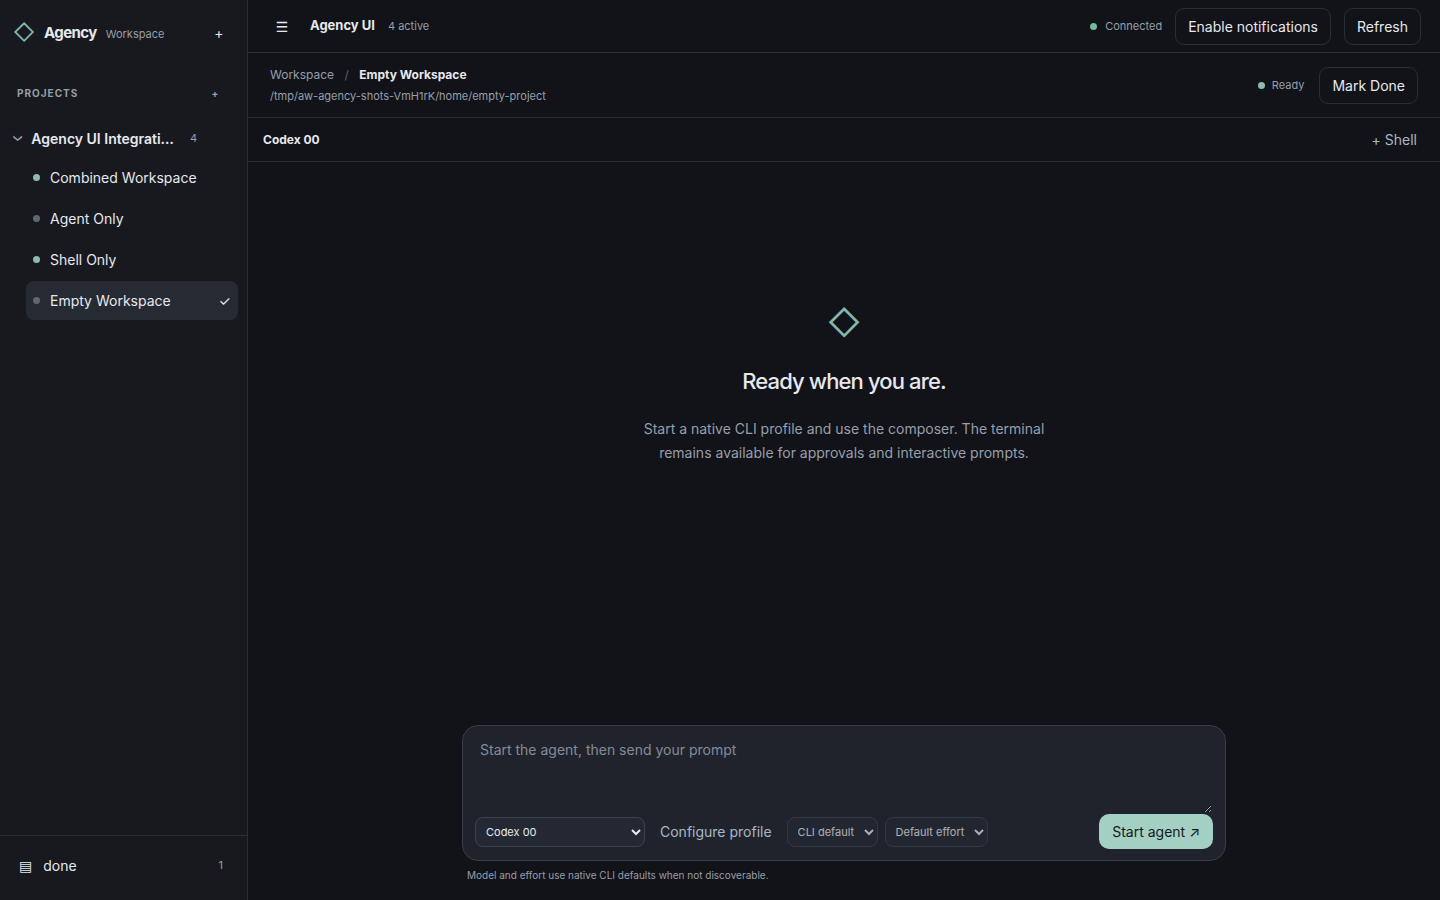 Agency Workspace +
PROJECTS +
Agency UI Integrati... 4
Combined Workspace
Agent Only
Shell Only
Empty Workspace
done 1
Agency UI 4 active
Connected
Enable notifications
Refresh
Workspace / Empty Workspace
/tmp/aw-agency-shots-VmH1rK/home/empty-project
Ready
Mark Done
Codex 00
+ Shell
Ready when you are.
Start a native CLI profile and use the composer. The terminal
remains available for approvals and interactive prompts.
Start the agent, then send your prompt
Codex 00
Configure profile
CLI default
Default effort
Start agent ↗
Model and effort use native CLI defaults when not discoverable.